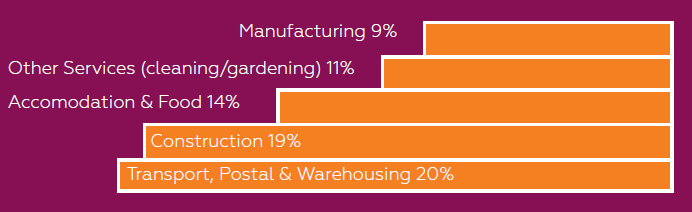 Manufacturing 9%
Other Services (cleaning/gardening) 11%
Accomodation & Food 14%
Construction 19%
Transport, Postal & Warehousing 20%